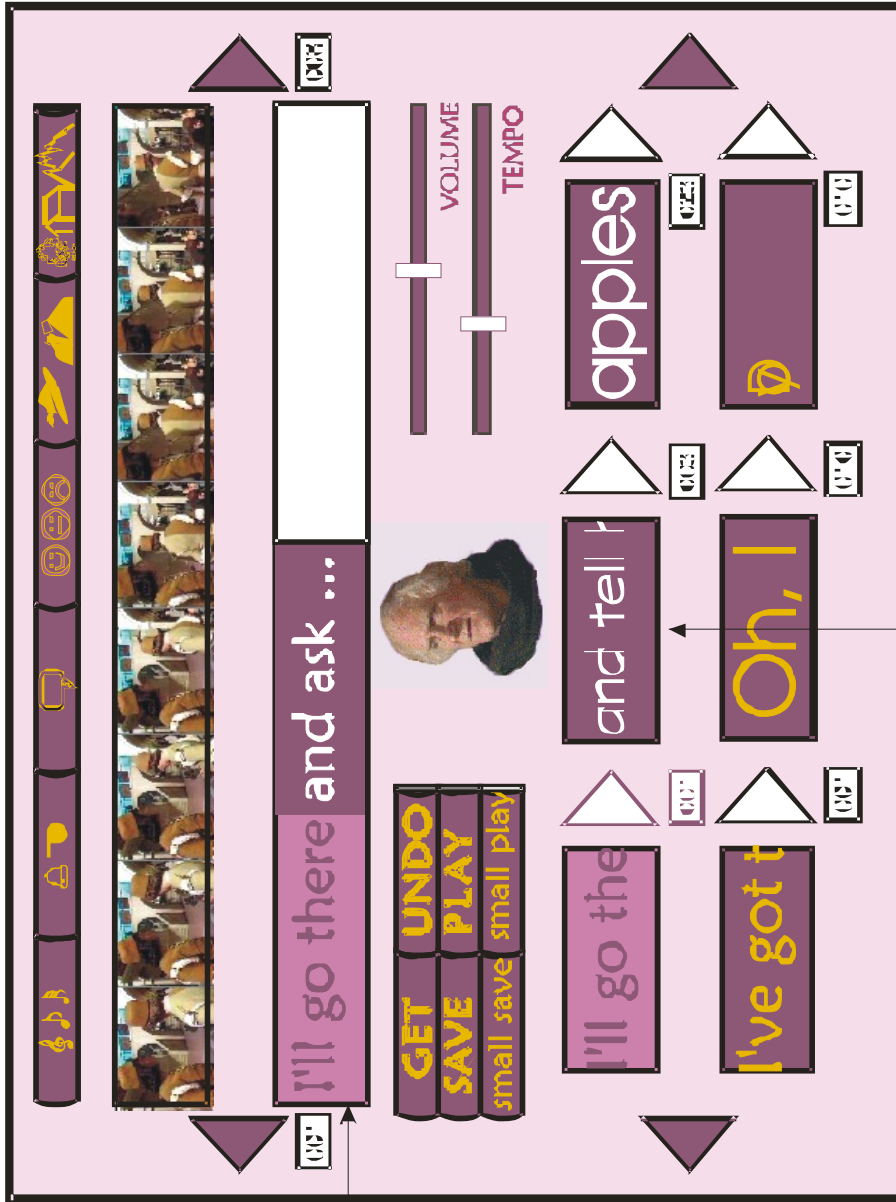 I'll go there and ask ...
GET UNDO
SAVE PLAY
small save small play
VOLUME
TEMPO
I'll go the and tell apples
I've got t Oh, I